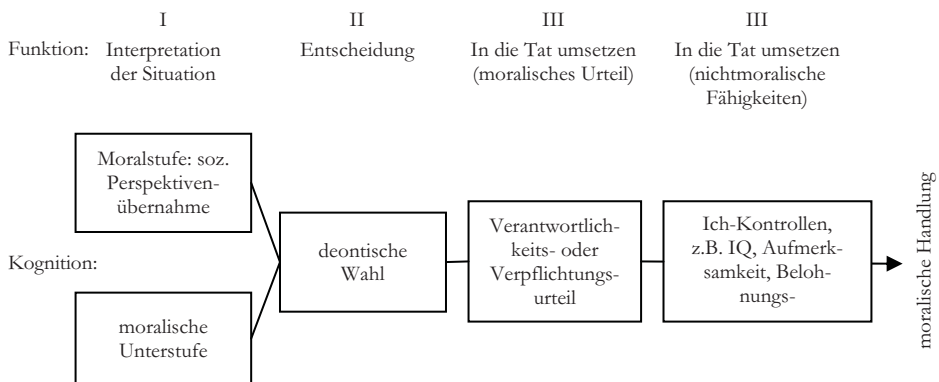 I
II
III
III
Funktion:
Interpretation
der Situation
Entscheidung
In die Tat umsetzen
(moralisches Urteil)
In die Tat umsetzen
(nichtmoralische
Fähigkeiten)
Kognition:
Moralstufe: soz.
Perspektiven-
übernahme
moralische
Unterstufe
deontische
Wahl
Verantwortlich-
keits- oder
Verpflichtungs-
urteil
Ich-Kontrollen,
z.B. IQ, Aufmerk-
samkeit, Beloh-
nungs-
moralische Handlung